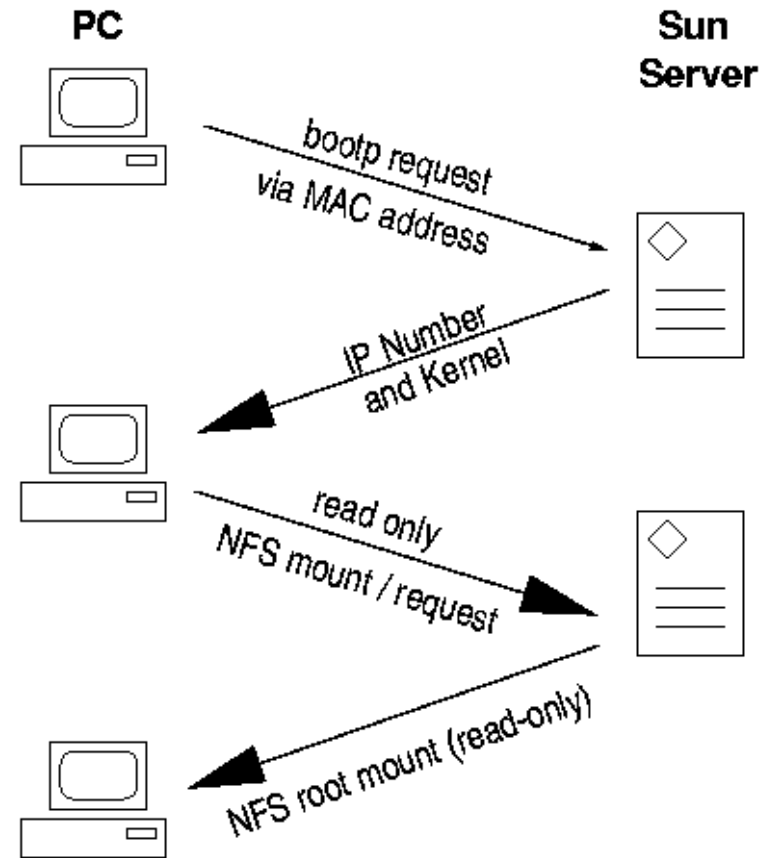 PC
Sun
Server
bootp request
via MAC address
IP Number
and Kernel
read only
NFS mount / request
NFS root mount (read-only)